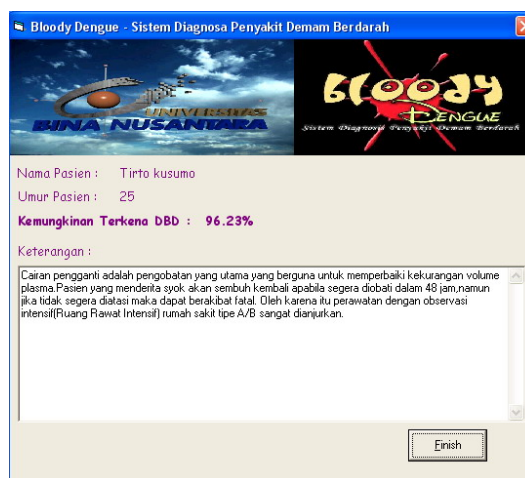 Bloody Dengue - Sistem Diagnosa Penyakit Demam Berdarah
UNIVERSITAS
BINA NUSANTARA
BLOODY
DENGUE
Sistem Diagnosis Penyakit Demam Berdarah
Nama Pasien : Tirto kusumo
Umur Pasien : 25
Kemungkinan Terkena DBD : 96.23%
Keterangan :
Cairan pengganti adalah pengobatan yang utama yang berguna untuk memperbaiki kekurangan volume
plasma.Pasien yang menderita syok akan sembuh kembali apabila segera diobati dalam 48 jam,namun
jika tidak segera diatasi maka dapat berakibat fatal. Oleh karena itu perawatan dengan observasi
intensif(Ruang Rawat Intensif) rumah sakit tipe A/B sangat dianjurkan.
Finish